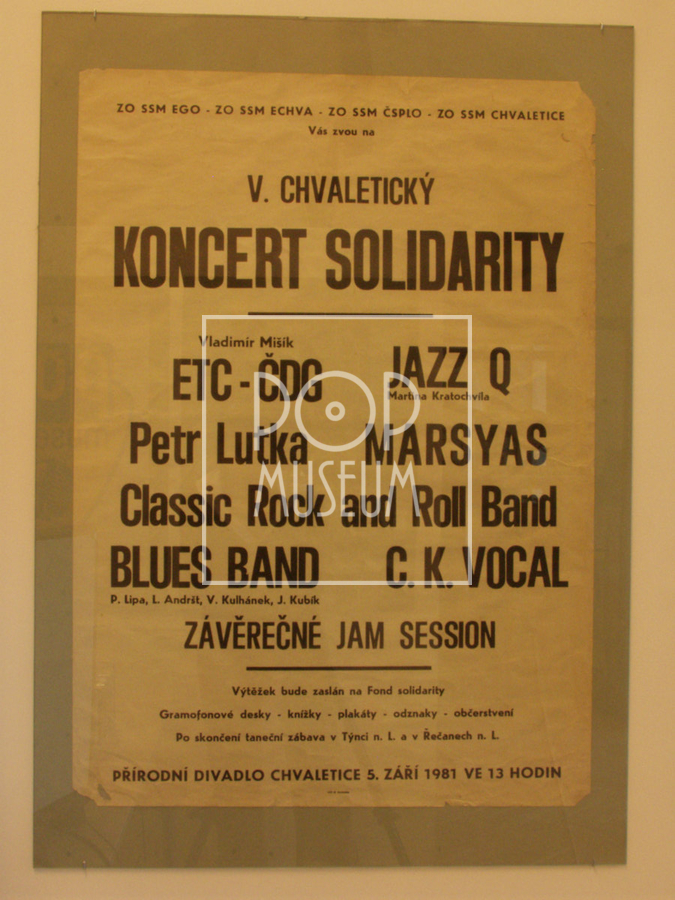 ZO SSM EGO - ZO SSM ECHVA - ZO SSM ČSPLO - ZO SSM CHVALETICE
Vás zvou na
V. CHVALETICKÝ
KONCERT SOLIDARITY
Vladimír Mišík
ETC - ČDG
JAZZ Q
Martina Kratochvíla
Petr Lutka MARSYAS
Classic Rock and Roll Band
BLUES BAND C. K. VOCAL
P. Lipa, L. Andršt, V. Kulhánek, J. Kubík
ZÁVĚREČNÉ JAM SESSION
Výtěžek bude zaslán na Fond solidarity
Gramofonové desky - knížky - plakáty - odznaky - občerstvení
Po skončení taneční zábava v Týnci n. L. a v Řečanech n. L.
PŘÍRODNÍ DIVADLO CHVALETICE 5. ZÁŘÍ 1981 VE 13 HODIN
POP
MUSEUM